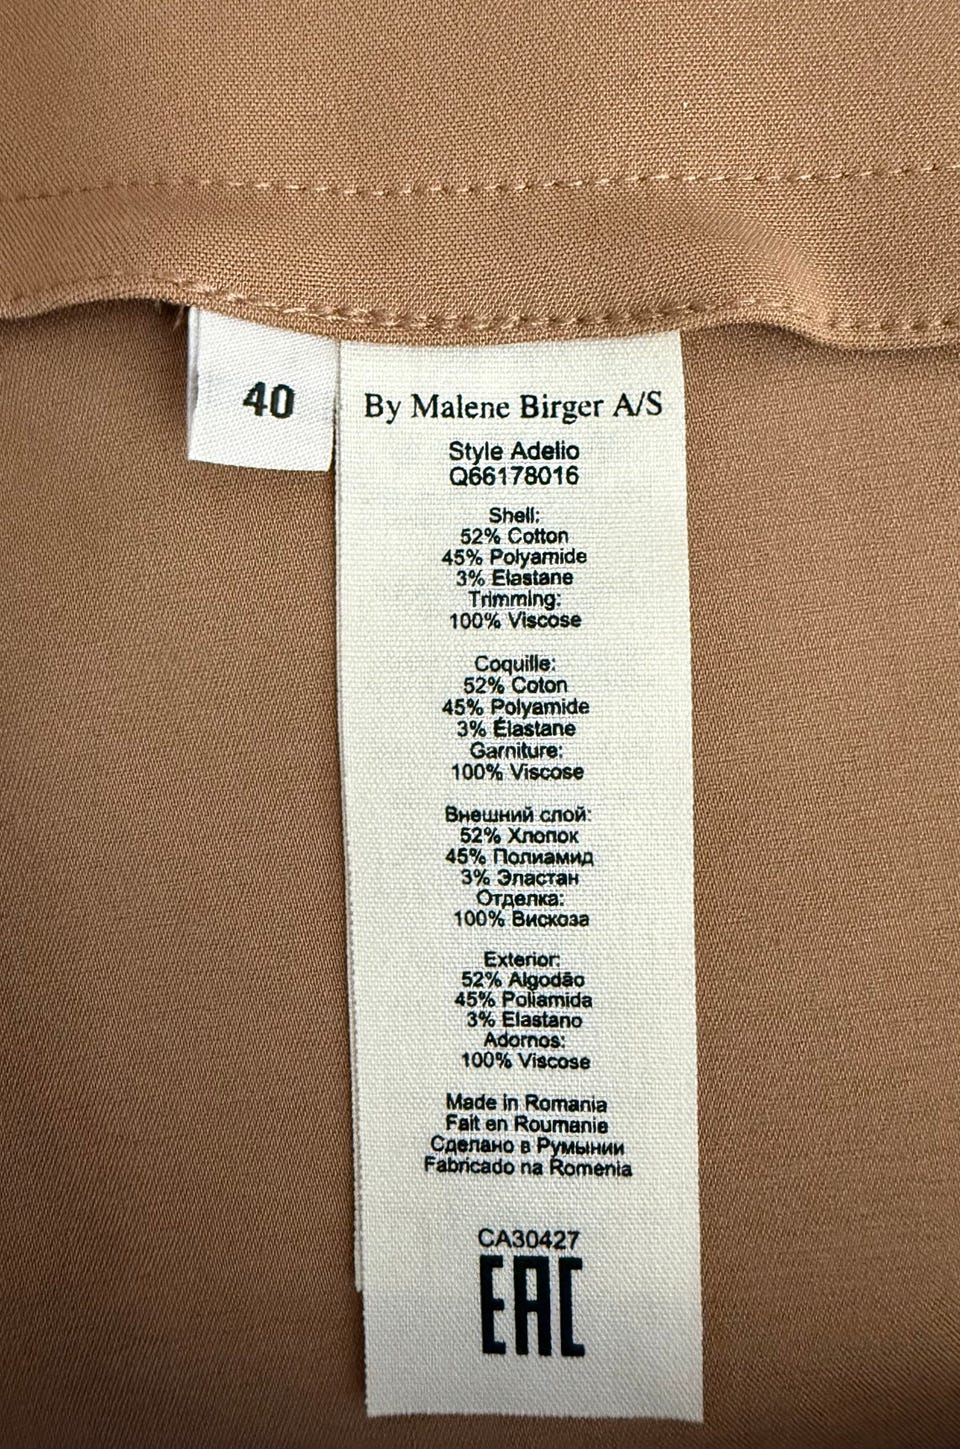 40
By Malene Birger A/S
Style Adelio
Q66178016
Shell:
52% Cotton
45% Polyamide
3% Elastane
Trimming:
100% Viscose
Coquille:
52% Coton
45% Polyamide
3% Élastane
Garniture:
100% Viscose
Внешний слой:
52% Хлопок
45% Полиамид
3% Эластан
Отделка:
100% Вискоза
Exterior:
52% Algodão
45% Poliamida
3% Elastano
Adornos:
100% Viscose
Made in Romania
Fait en Roumanie
Сделано в Румынии
Fabricado na Romenia
CA30427
EAC